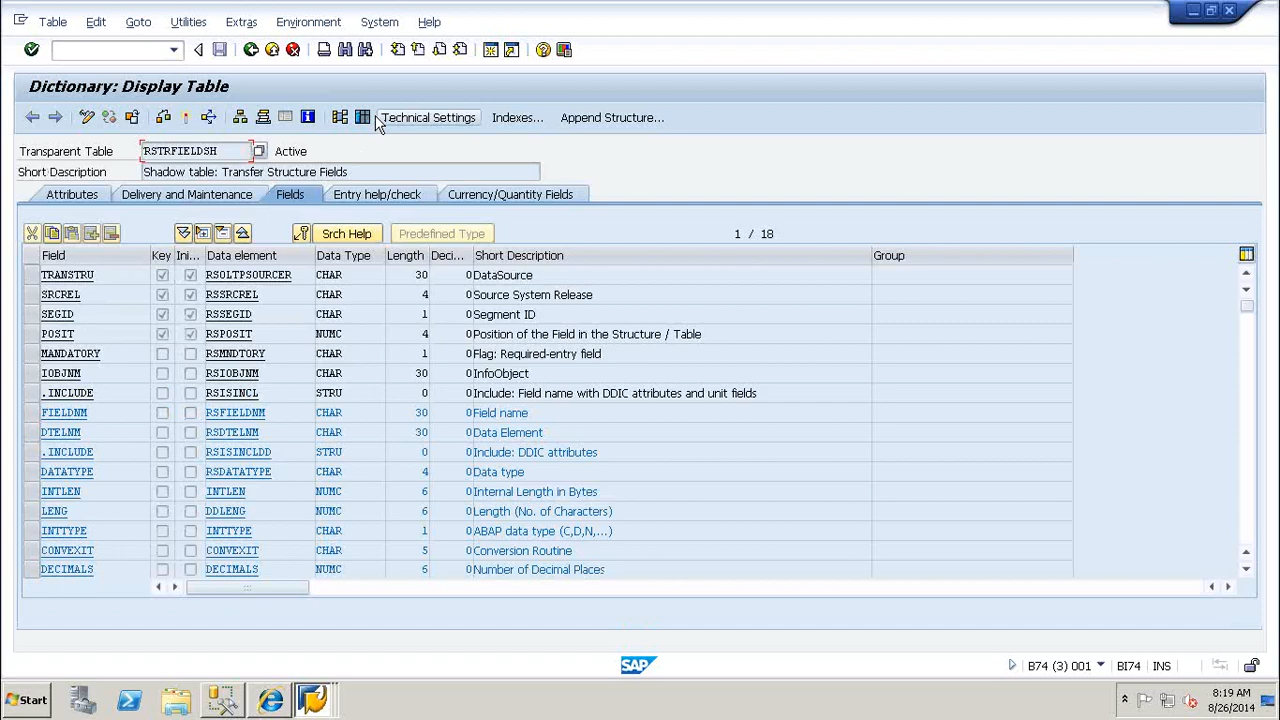 Table Edit Goto Utilities Extras Environment System Help
Dictionary: Display Table
Technical Settings Indexes... Append Structure...
Transparent Table RSTRFIELDSH Active
Short Description Shadow table: Transfer Structure Fields
Attributes Delivery and Maintenance Fields Entry help/check Currency/Quantity Fields
Srch Help Predefined Type 1 / 18
Field Key Ini... Data element Data Type Length Deci... Short Description Group
TRANSTRU RSOLTPSOURCER CHAR 30 0 DataSource
SRCREL RSSRCREL CHAR 4 0 Source System Release
SEGID RSSEGID CHAR 1 0 Segment ID
POSIT RSPOSIT NUMC 4 0 Position of the Field in the Structure / Table
MANDATORY RSMNDTORY CHAR 1 0 Flag: Required-entry field
IOBJNM RSIOBJNM CHAR 30 0 InfoObject
.INCLUDE RSISINCL STRU 0 0 Include: Field name with DDIC attributes and unit fields
FIELDNM RSFIELDNM CHAR 30 0 Field name
DTELNM RSDTELNM CHAR 30 0 Data Element
.INCLUDE RSISINCLDD STRU 0 0 Include: DDIC attributes
DATATYPE RSDATATYPE CHAR 4 0 Data type
INTLEN INTLEN NUMC 6 0 Internal Length in Bytes
LENG DDLENG NUMC 6 0 Length (No. of Characters)
INTTYPE INTTYPE CHAR 1 0 ABAP data type (C,D,N,...)
CONVEXIT CONVEXIT CHAR 5 0 Conversion Routine
DECIMALS DECIMALS NUMC 6 0 Number of Decimal Places
SAP B74 (3) 001 BI74 INS
Start 8:19 AM
8/26/2014